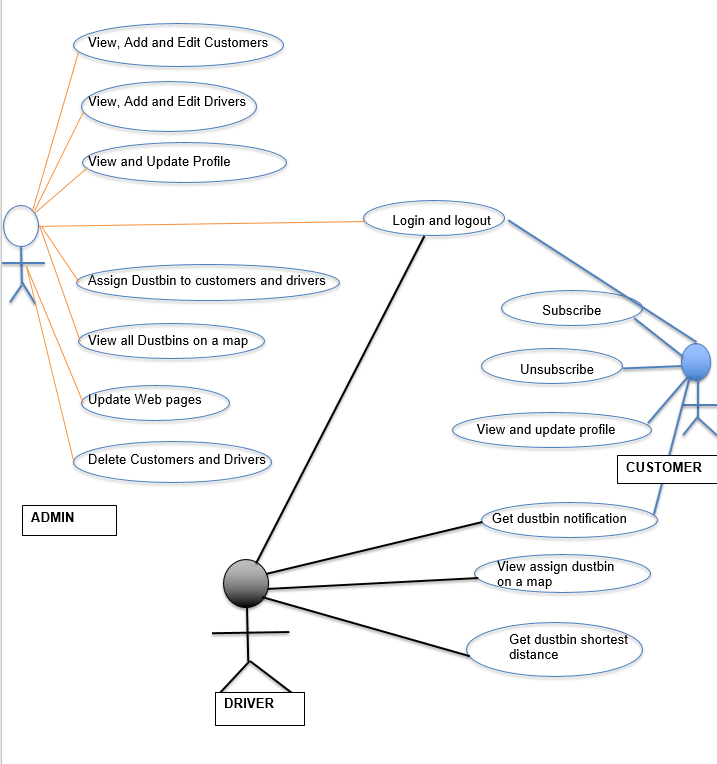 View, Add and Edit Customers
View, Add and Edit Drivers
View and Update Profile
Login and logout
Assign Dustbin to customers and drivers
Subscribe
View all Dustbins on a map
Unsubscribe
Update Web pages
View and update profile
Delete Customers and Drivers
CUSTOMER
ADMIN
Get dustbin notification
View assign dustbin
on a map
Get dustbin shortest
distance
DRIVER